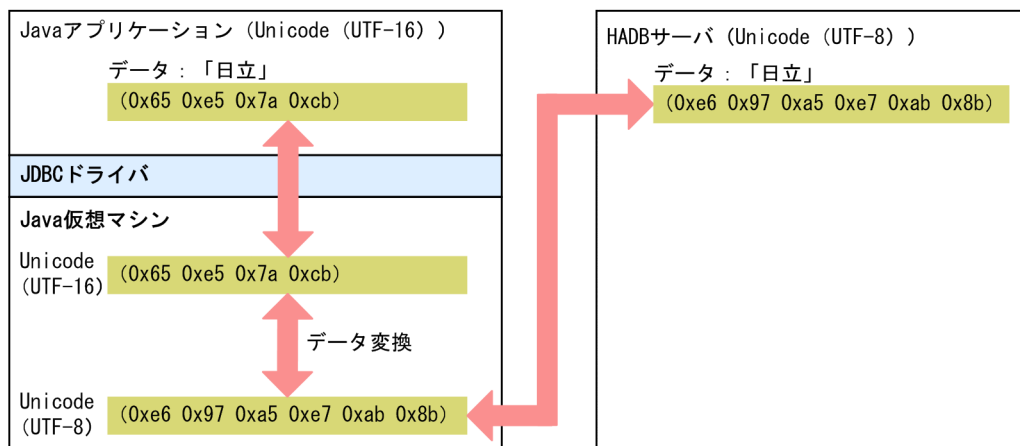 Javaアプリケーション（Unicode（UTF-16））
データ：「日立」
（0x65 0xe5 0x7a 0xcb）
JDBCドライバ
Java仮想マシン
Unicode
（UTF-16）
（0x65 0xe5 0x7a 0xcb）
データ変換
Unicode
（UTF-8）
（0xe6 0x97 0xa5 0xe7 0xab 0x8b）
HADBサーバ（Unicode（UTF-8））
データ：「日立」
（0xe6 0x97 0xa5 0xe7 0xab 0x8b）